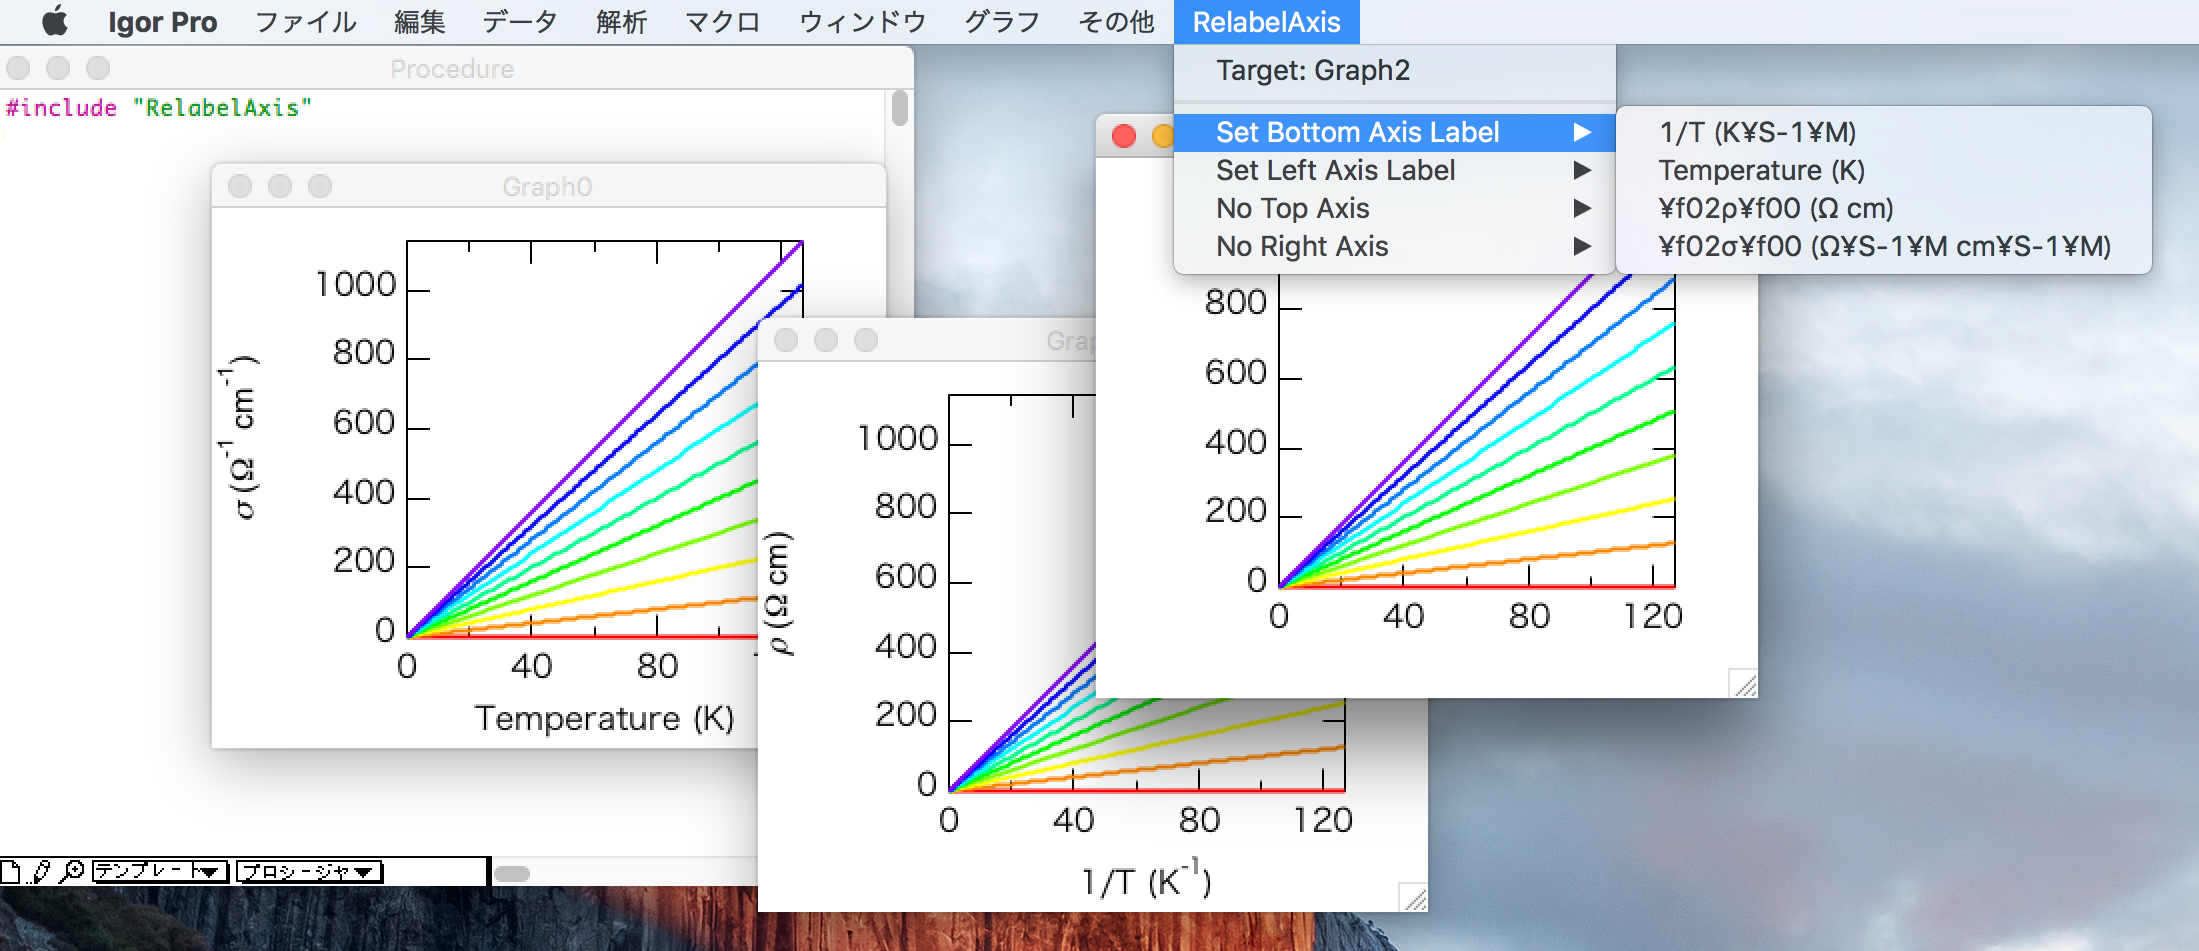 Igor Pro ファイル 編集 データ 解析 マクロ ウィンドウ グラフ その他 RelabelAxis
Procedure
#include "RelabelAxis"
Target: Graph2
Set Bottom Axis Label
Set Left Axis Label
No Top Axis
No Right Axis
1/T (K¥S-1¥M)
Temperature (K)
¥f02ρ¥f00 (Ω cm)
¥f02σ¥f00 (Ω¥S-1¥M cm¥S-1¥M)
Graph0
1000
800
600
400
200
0
0 40 80
σ (Ω⁻¹ cm⁻¹)
Temperature (K)
1000
800
600
400
200
0
0 40 80 120
ρ (Ω cm)
1/T (K⁻¹)
800
600
400
200
0
0 40 80 120
テンプレート プロシージャ